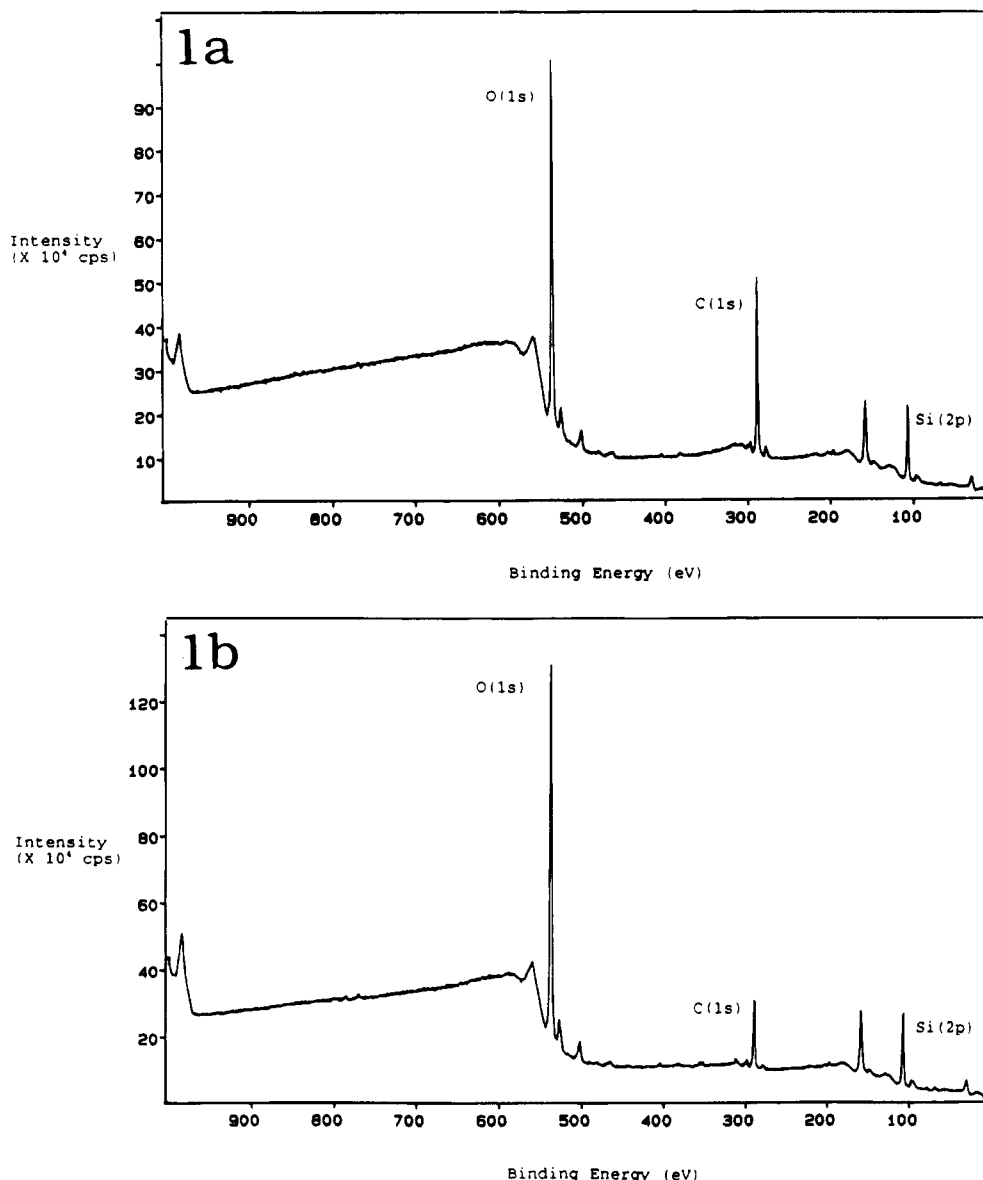 1a
O(1s)
90
80
70
60
50
40
30
20
10
Intensity
(X 10⁴ cps)
C(1s)
Si(2p)
900 800 700 600 500 400 300 200 100
Binding Energy (eV)
1b
O(1s)
120
100
80
60
40
20
Intensity
(X 10⁴ cps)
C(1s)
Si(2p)
900 800 700 600 500 400 300 200 100
Binding Energy (eV)